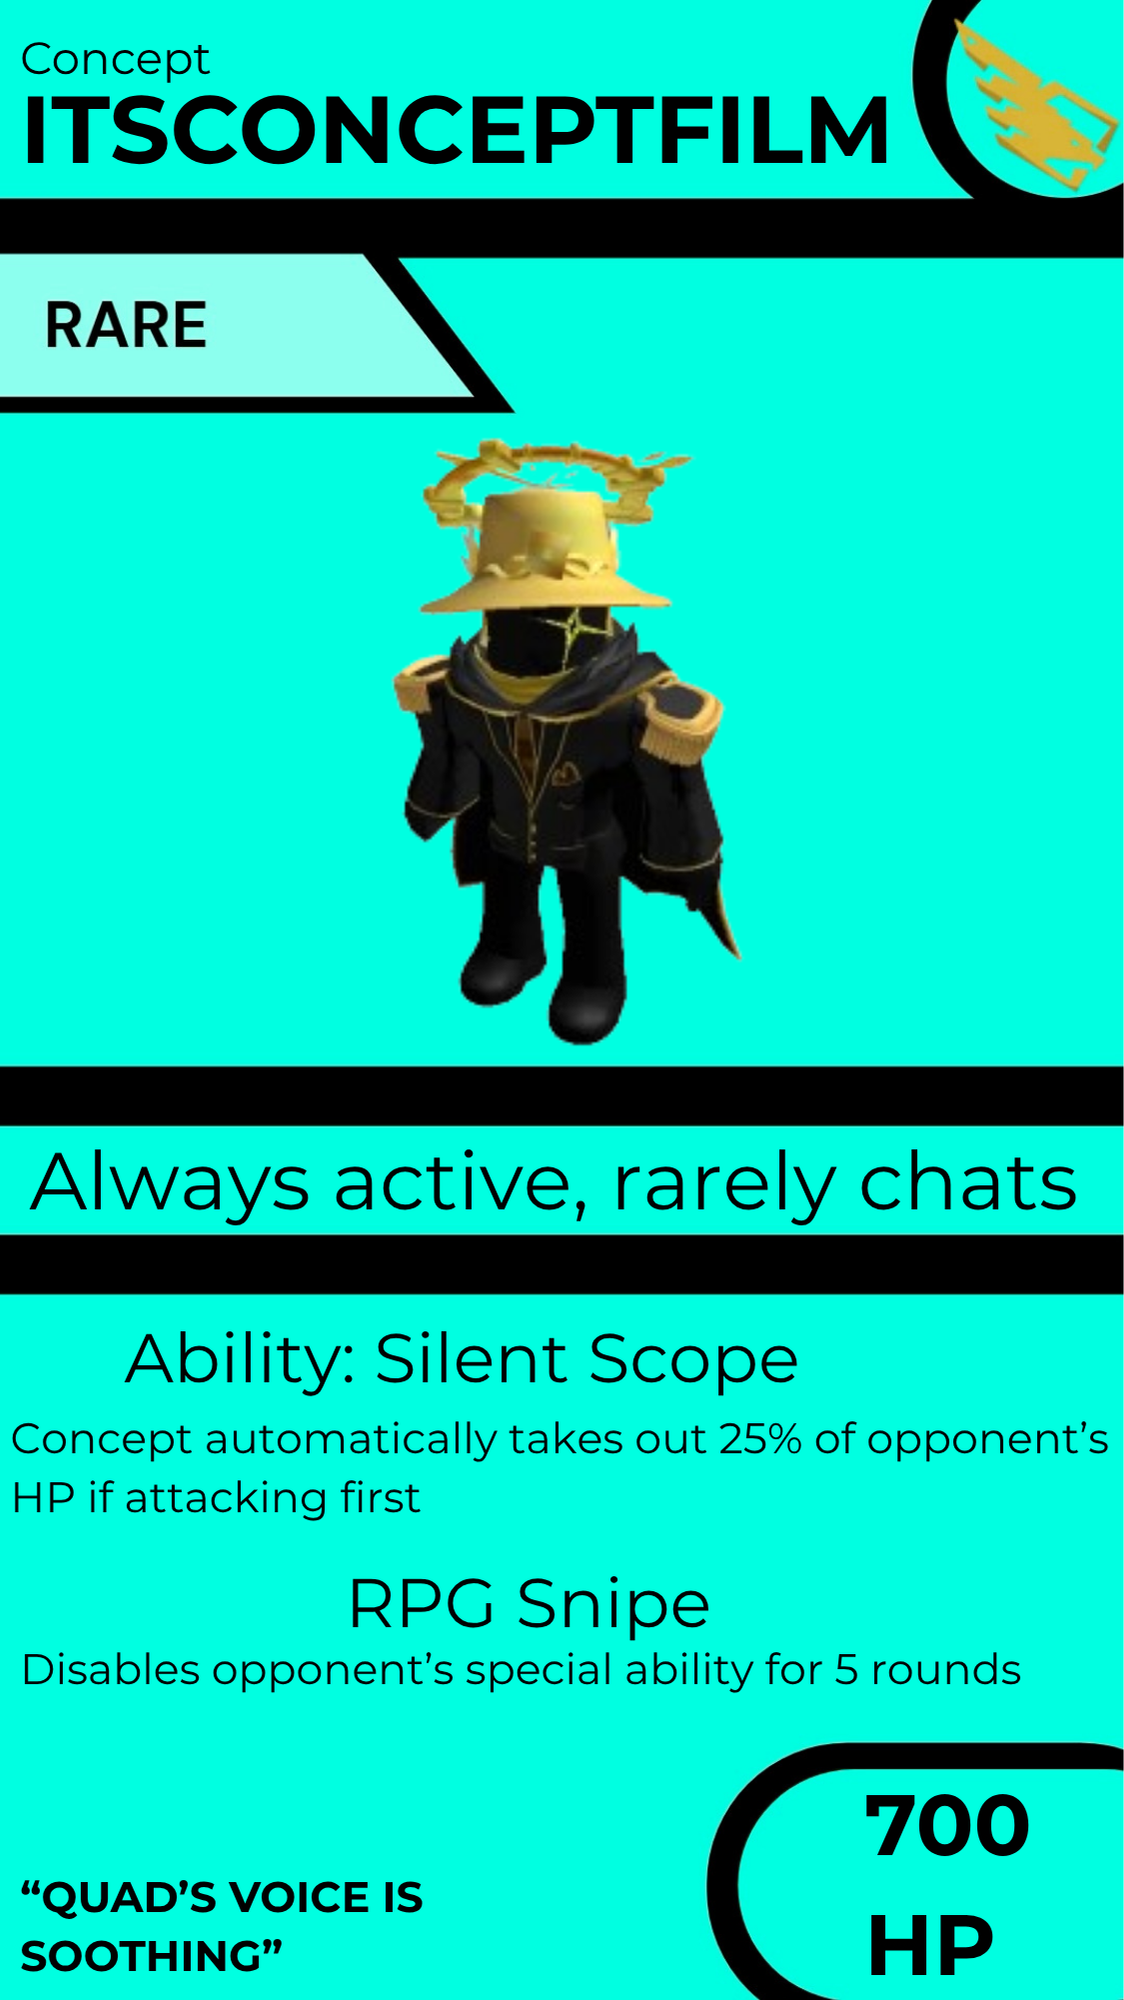 Concept
ITSCONCEPTFILM
RARE
Always active, rarely chats
Ability: Silent Scope
Concept automatically takes out 25% of opponent’s
HP if attacking first
RPG Snipe
Disables opponent’s special ability for 5 rounds
700
HP
“QUAD’S VOICE IS
SOOTHING”